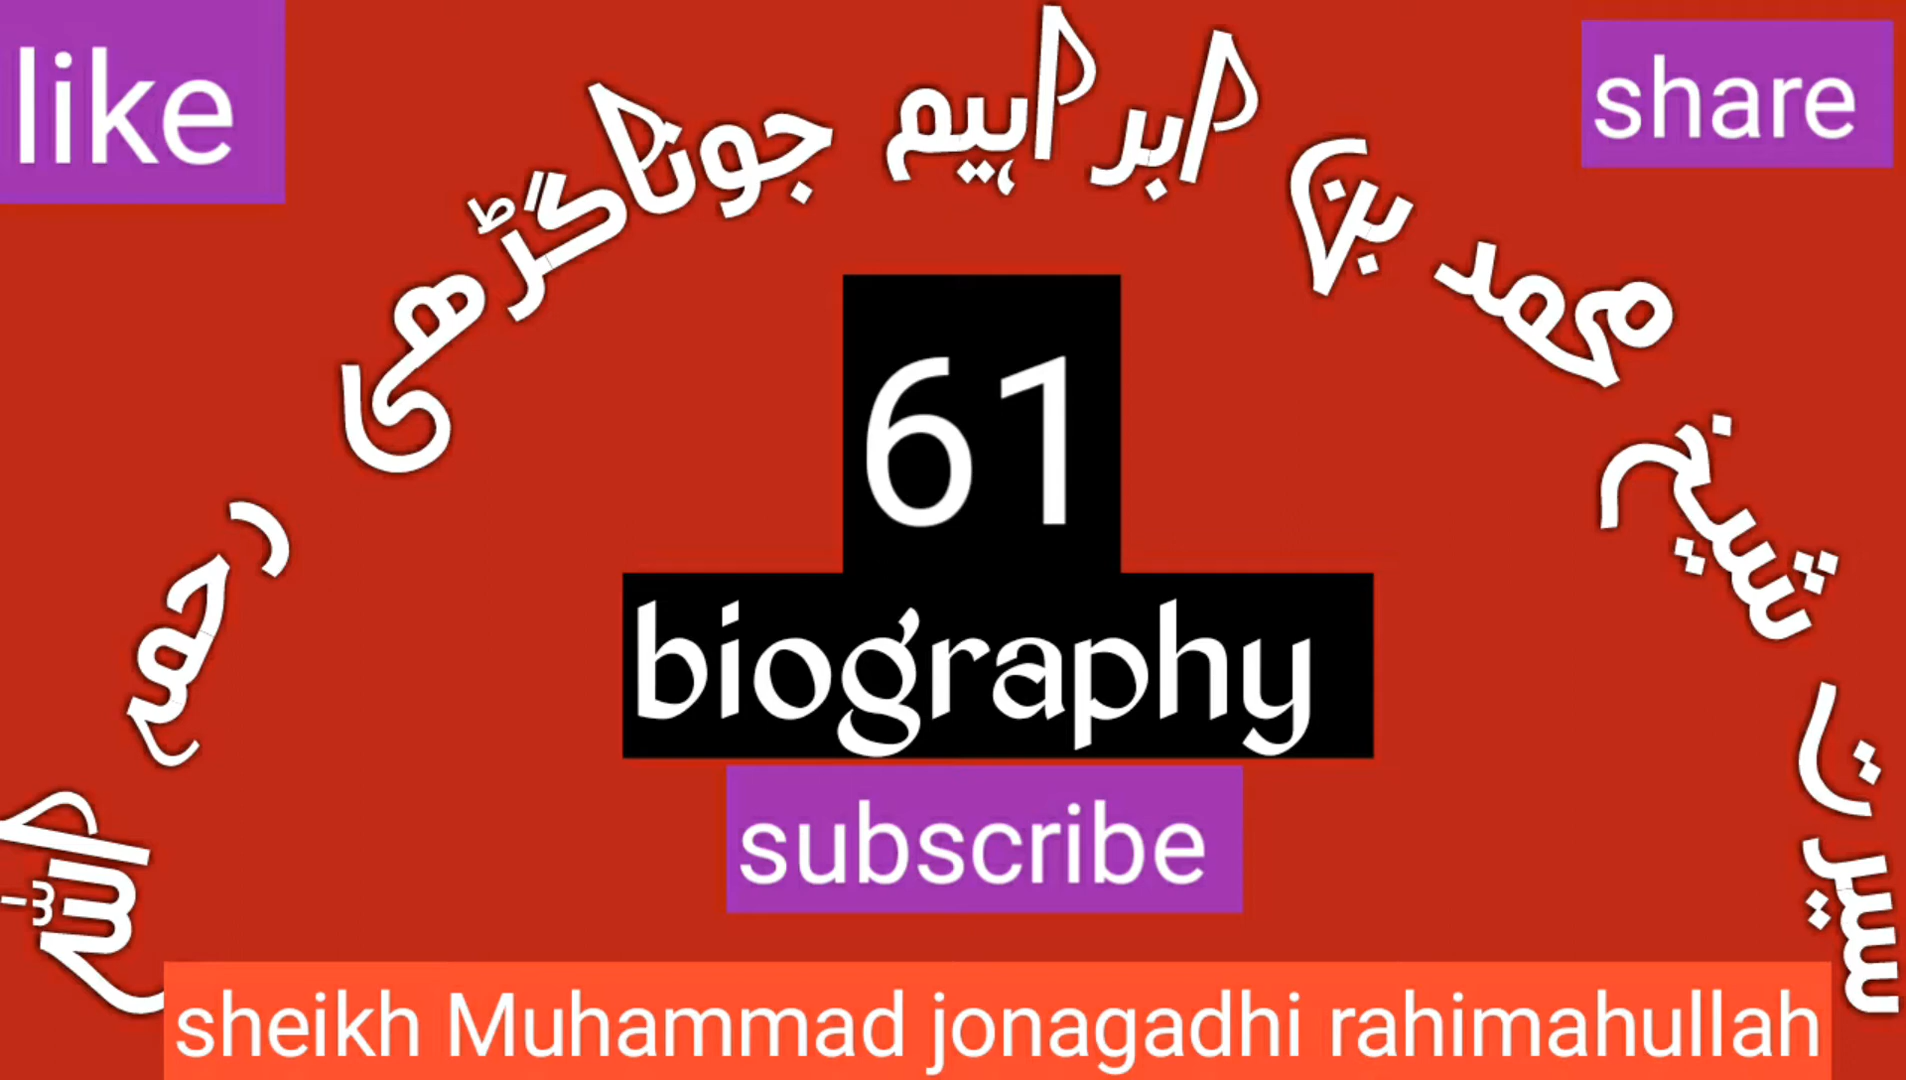 like
share
سیرت شیخ محمد بن ابراہیم جوناگڑھی رحمہ اللہ
61
biography
subscribe
sheikh Muhammad jonagadhi rahimahullah